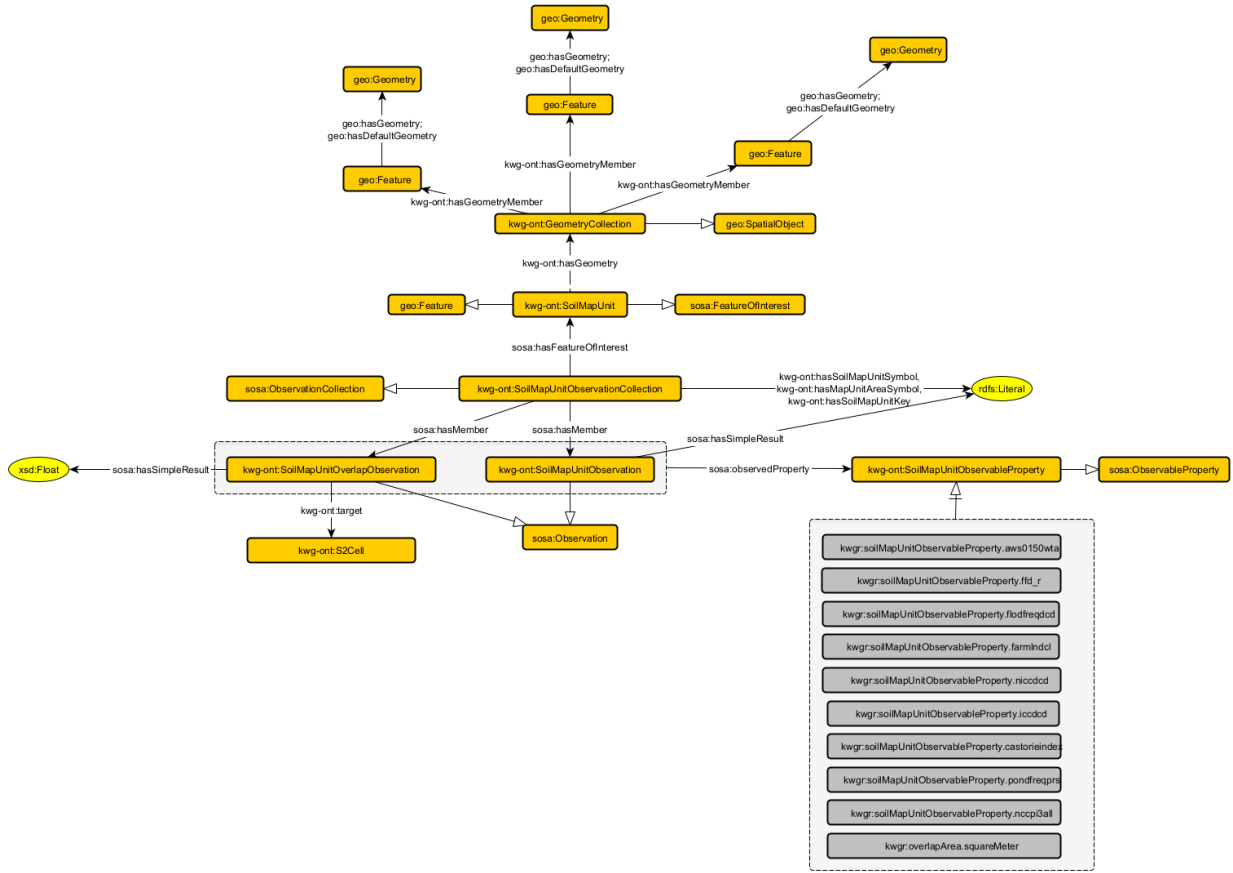 geo:Geometry
geo:Geometry
geo:hasGeometry;
geo:hasDefaultGeometry
geo:Geometry
geo:hasGeometry;
geo:hasDefaultGeometry
geo:Feature
geo:hasGeometry;
geo:hasDefaultGeometry
geo:Feature
kwg-ont:hasGeometryMember
geo:Feature
kwg-ont:hasGeometryMember
kwg-ont:hasGeometryMember
kwg-ont:GeometryCollection
geo:SpatialObject
kwg-ont:hasGeometry
geo:Feature
kwg-ont:SoilMapUnit
sosa:FeatureOfInterest
sosa:hasFeatureOfInterest
sosa:ObservationCollection
kwg-ont:SoilMapUnitObservationCollection
kwg-ont:hasSoilMapUnitSymbol,
kwg-ont:hasMapUnitAreaSymbol,
kwg-ont:hasSoilMapUnitKey
rdfs:Literal
sosa:hasMember
sosa:hasMember
sosa:hasSimpleResult
xsd:Float
sosa:hasSimpleResult
kwg-ont:SoilMapUnitOverlapObservation
kwg-ont:SoilMapUnitObservation
sosa:observedProperty
kwg-ont:SoilMapUnitObservableProperty
sosa:ObservableProperty
kwg-ont:target
sosa:Observation
kwg-ont:S2Cell
kwgr:soilMapUnitObservableProperty.aws0150wta
kwgr:soilMapUnitObservableProperty.ffd_r
kwgr:soilMapUnitObservableProperty.flodfreqdcd
kwgr:soilMapUnitObservableProperty.farmlndcl
kwgr:soilMapUnitObservableProperty.niccdcd
kwgr:soilMapUnitObservableProperty.iccdcd
kwgr:soilMapUnitObservableProperty.castorieindex
kwgr:soilMapUnitObservableProperty.pondfreqprs
kwgr:soilMapUnitObservableProperty.nccpi3all
kwgr:overlapArea.squareMeter